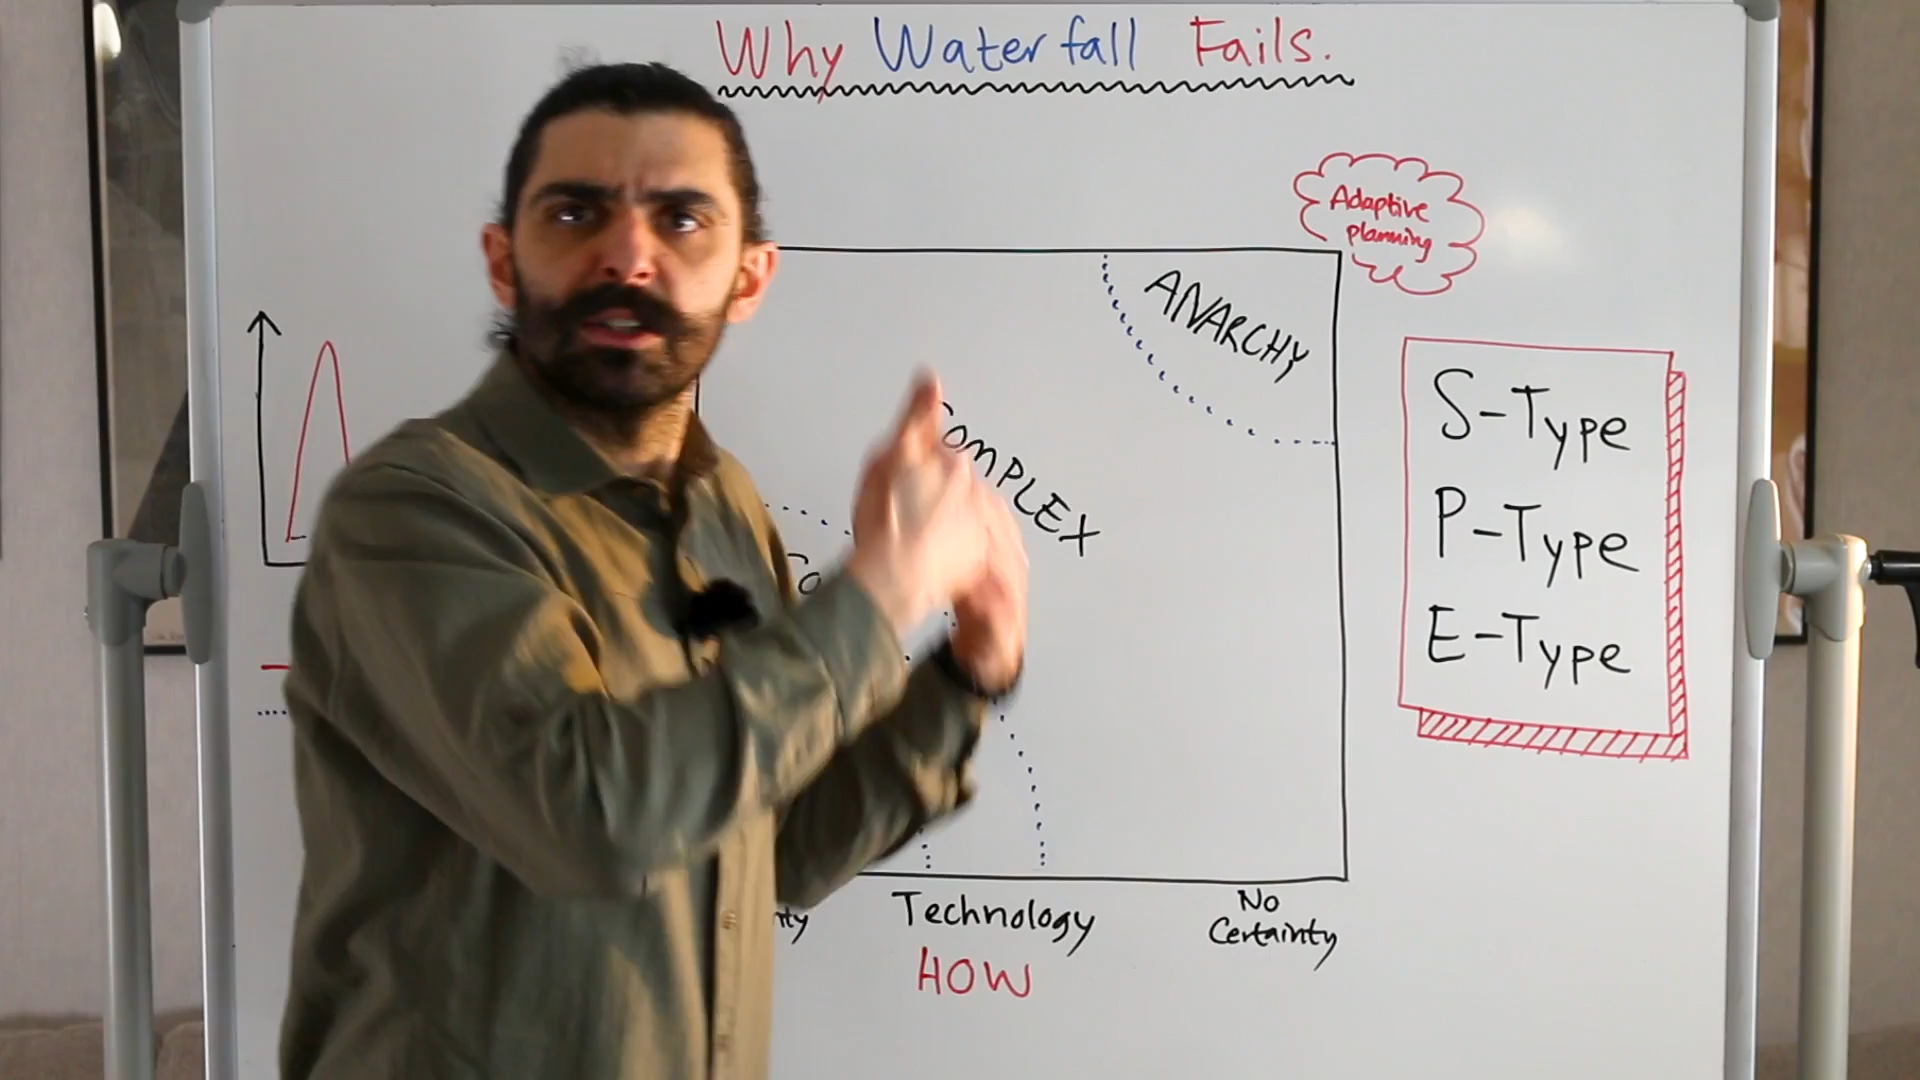 Why Waterfall Fails.
Adaptive
planning
ANARCHY
COMPLEX
S-Type
P-Type
E-Type
Technology
HOW
No
Certainty